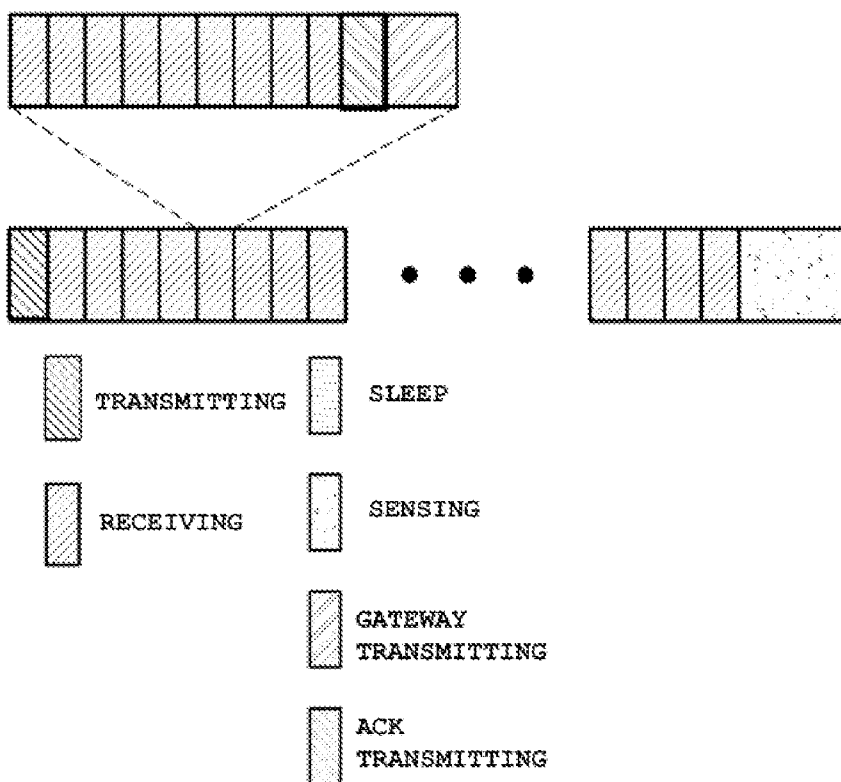 TRANSMITTING
SLEEP
RECEIVING
SENSING
GATEWAY
TRANSMITTING
ACK
TRANSMITTING